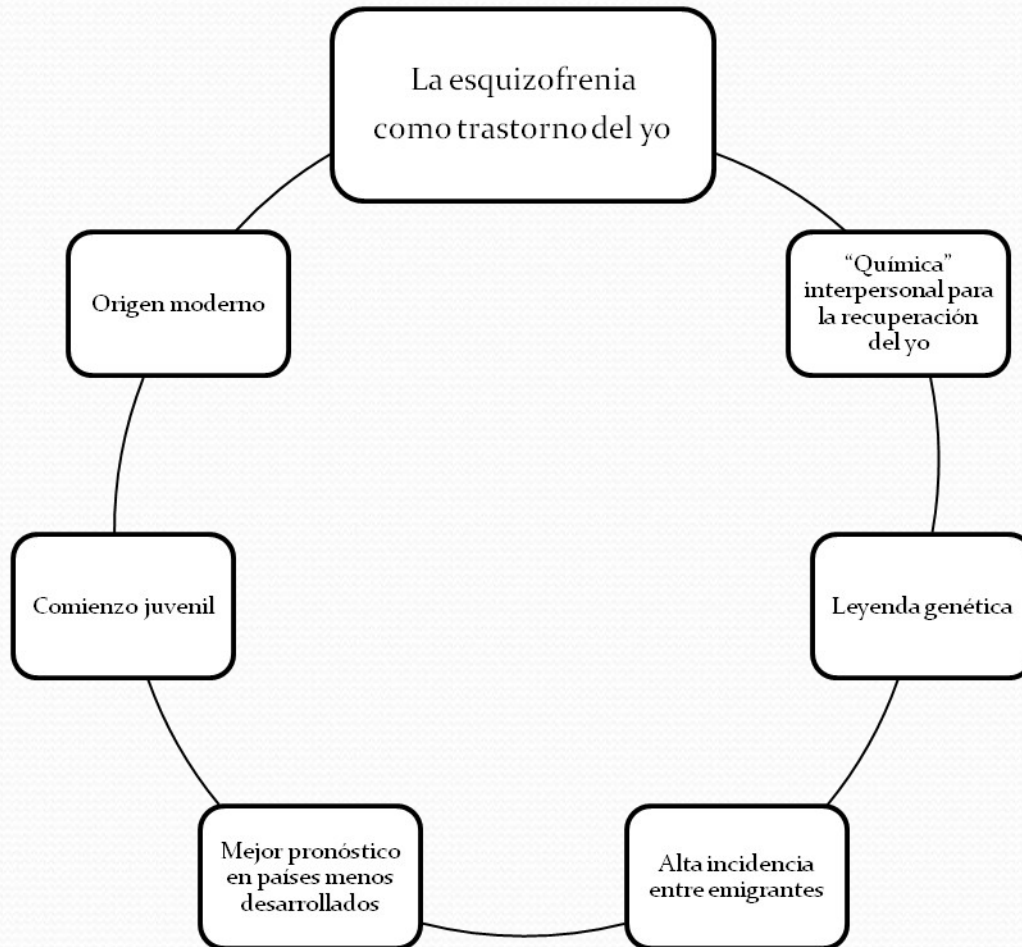 La esquizofrenia
como trastorno del yo
“Química”
interpersonal para
la recuperación
del yo
Leyenda genética
Alta incidencia
entre emigrantes
Mejor pronóstico
en países menos
desarrollados
Comienzo juvenil
Origen moderno